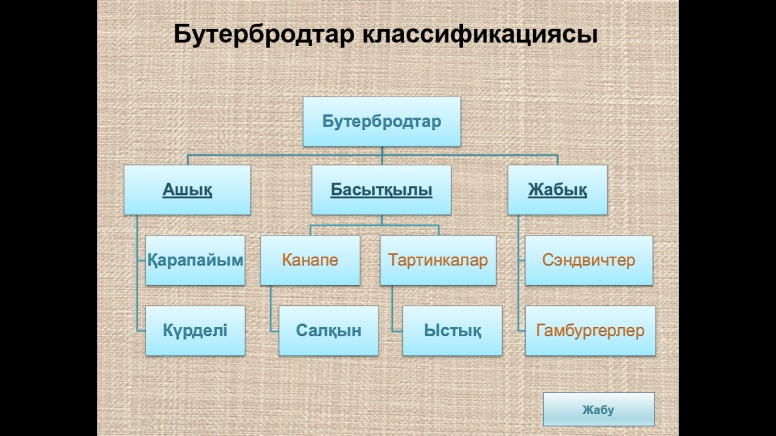 Бутербродтар классификациясы
Бутербродтар
Ашық
Басытқылы
Жабық
Қарапайым
Канапе
Тартинкалар
Сэндвичтер
Күрделі
Салқын
Ыстық
Гамбургерлер
Жабу